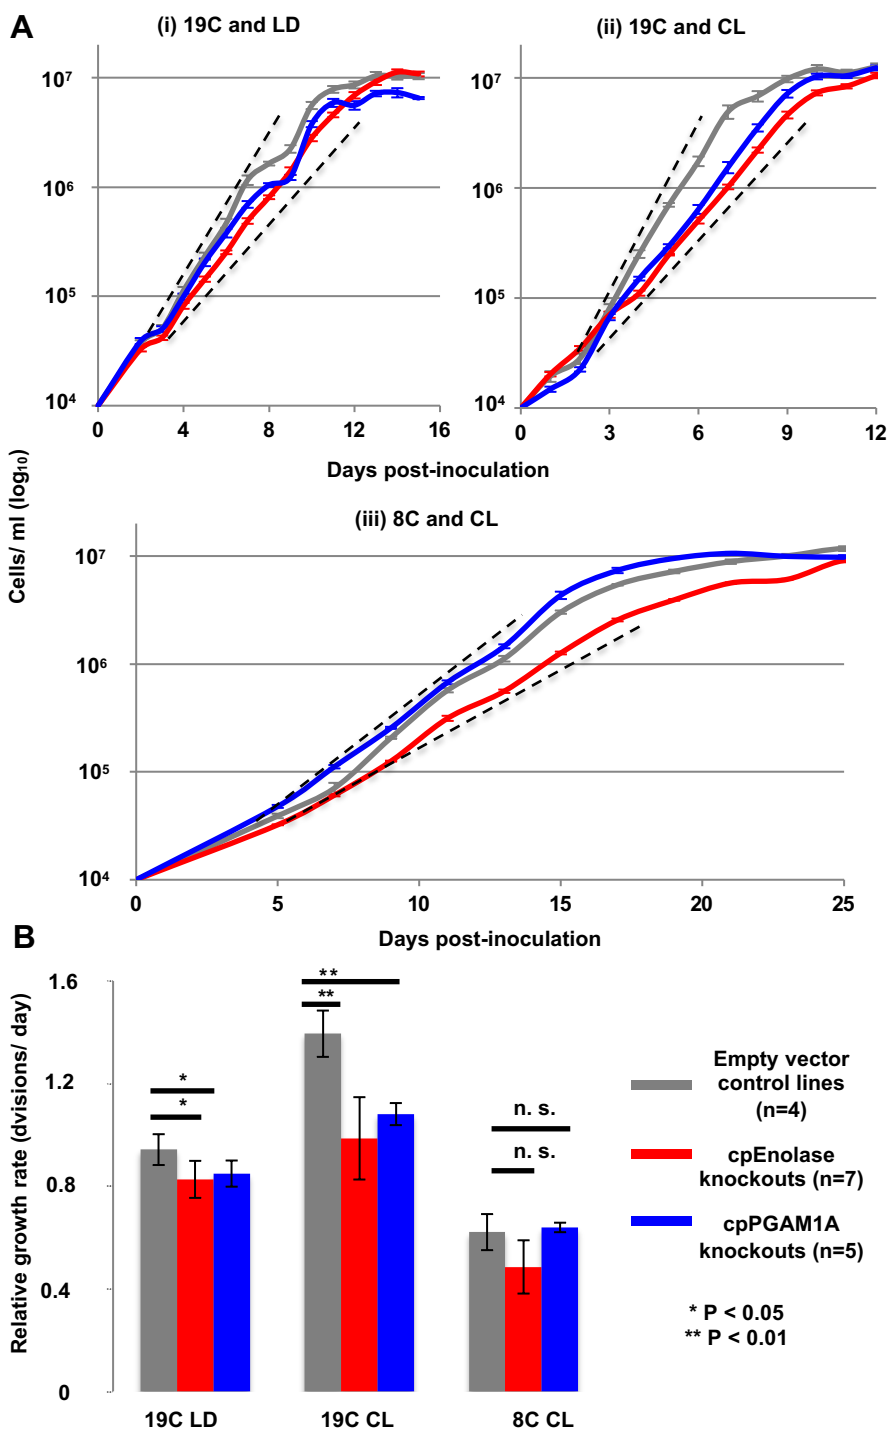 A
(i) 19C and LD
(ii) 19C and CL
10⁷
10⁶
10⁵
10⁴
0 4 8 12 16
10⁷
10⁶
10⁵
10⁴
0 3 6 9 12
Days post-inoculation
Days post-inoculation
Cells/ ml (log₁₀)
(iii) 8C and CL
10⁷
10⁶
10⁵
10⁴
0 5 10 15 20 25
Days post-inoculation
B
Relative growth rate (dvisions/ day)
1.6
1.2
0.8
0.4
0
*
*
**
**
n. s.
n. s.
19C LD 19C CL 8C CL
Empty vector
control lines
(n=4)
cpEnolase
knockouts (n=7)
cpPGAM1A
knockouts (n=5)
* P < 0.05
** P < 0.01